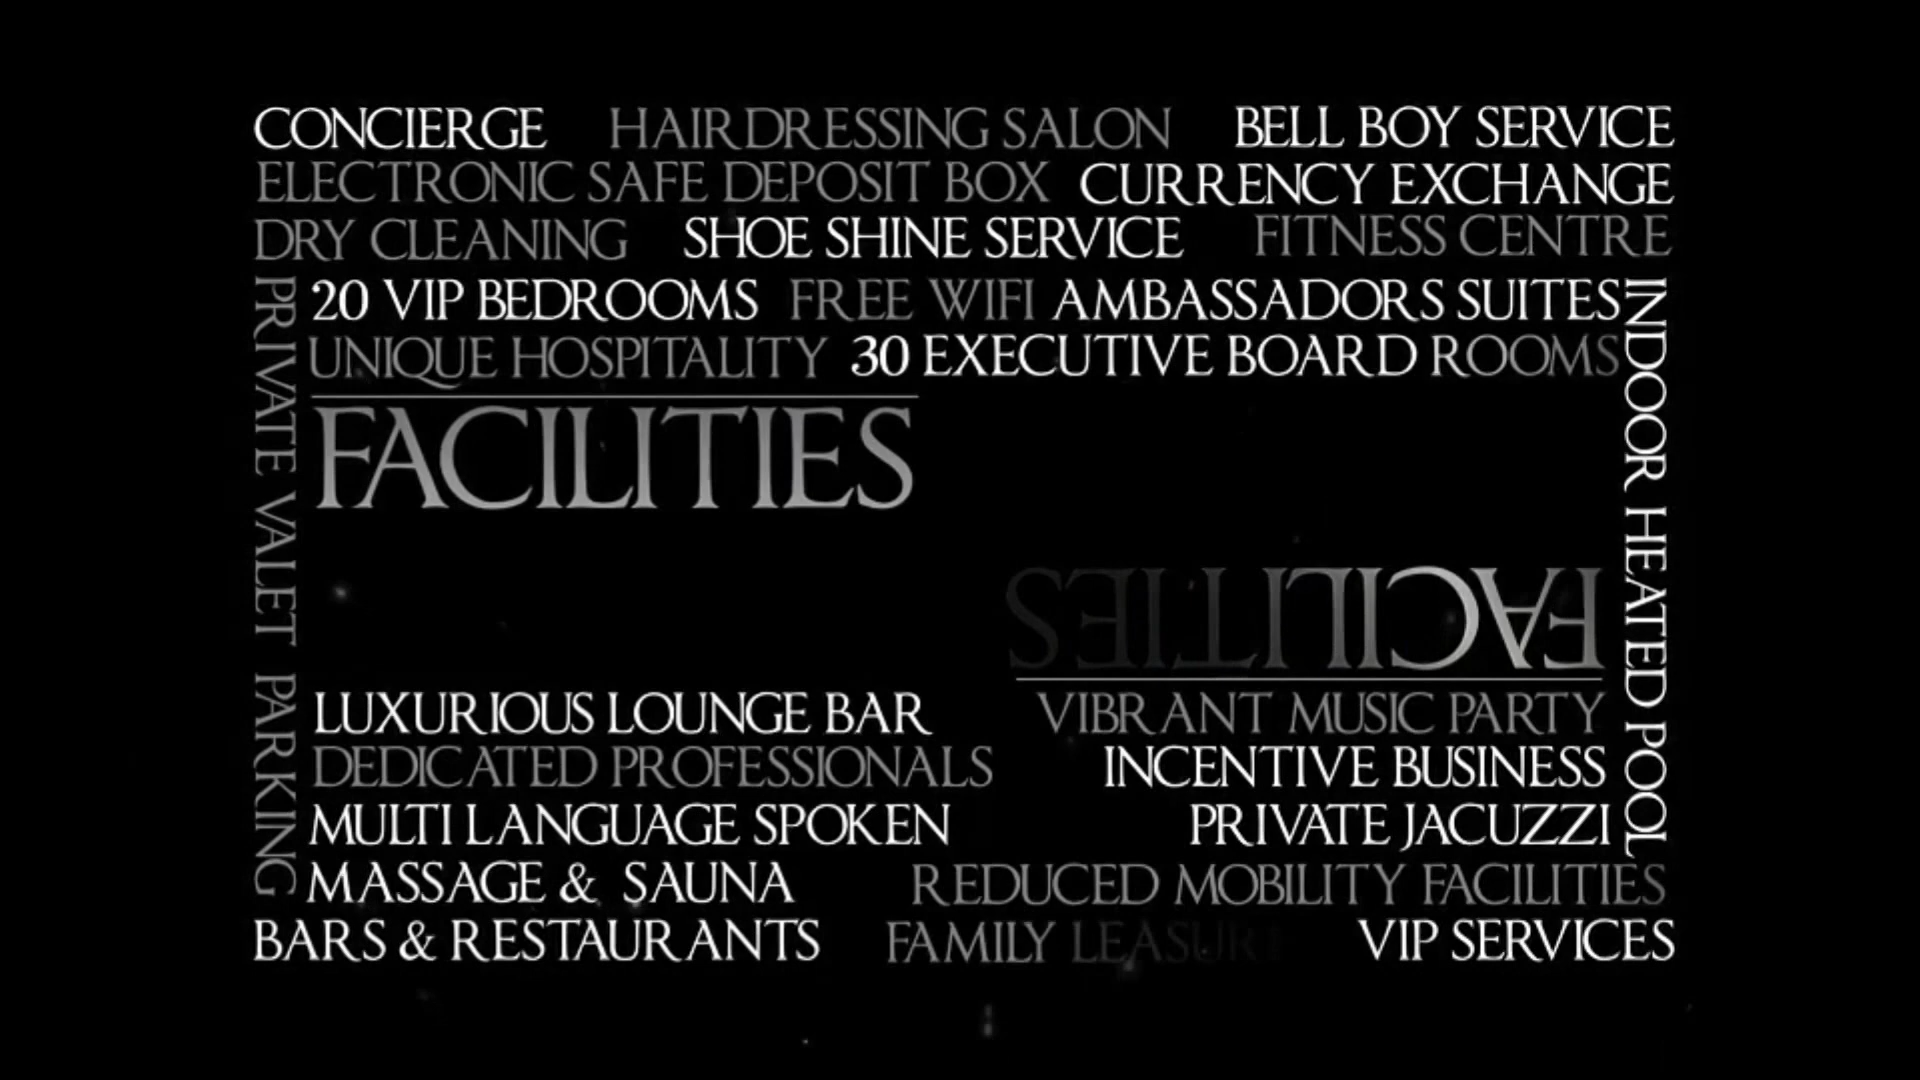 CONCIERGE HAIRDRESSING SALON BELL BOY SERVICE
ELECTRONIC SAFE DEPOSIT BOX CURRENCY EXCHANGE
DRY CLEANING SHOE SHINE SERVICE FITNESS CENTRE
PRIVATE VALET PARKING
20 VIP BEDROOMS FREE WIFI AMBASSADORS SUITES
UNIQUE HOSPITALITY 30 EXECUTIVE BOARD ROOMS
INDOOR HEATED POOL
FACILITIES
FACILITIES
LUXURIOUS LOUNGE BAR VIBRANT MUSIC PARTY
DEDICATED PROFESSIONALS INCENTIVE BUSINESS
MULTI LANGUAGE SPOKEN PRIVATE JACUZZI
MASSAGE & SAUNA REDUCED MOBILITY FACILITIES
BARS & RESTAURANTS FAMILY LEASURE VIP SERVICES